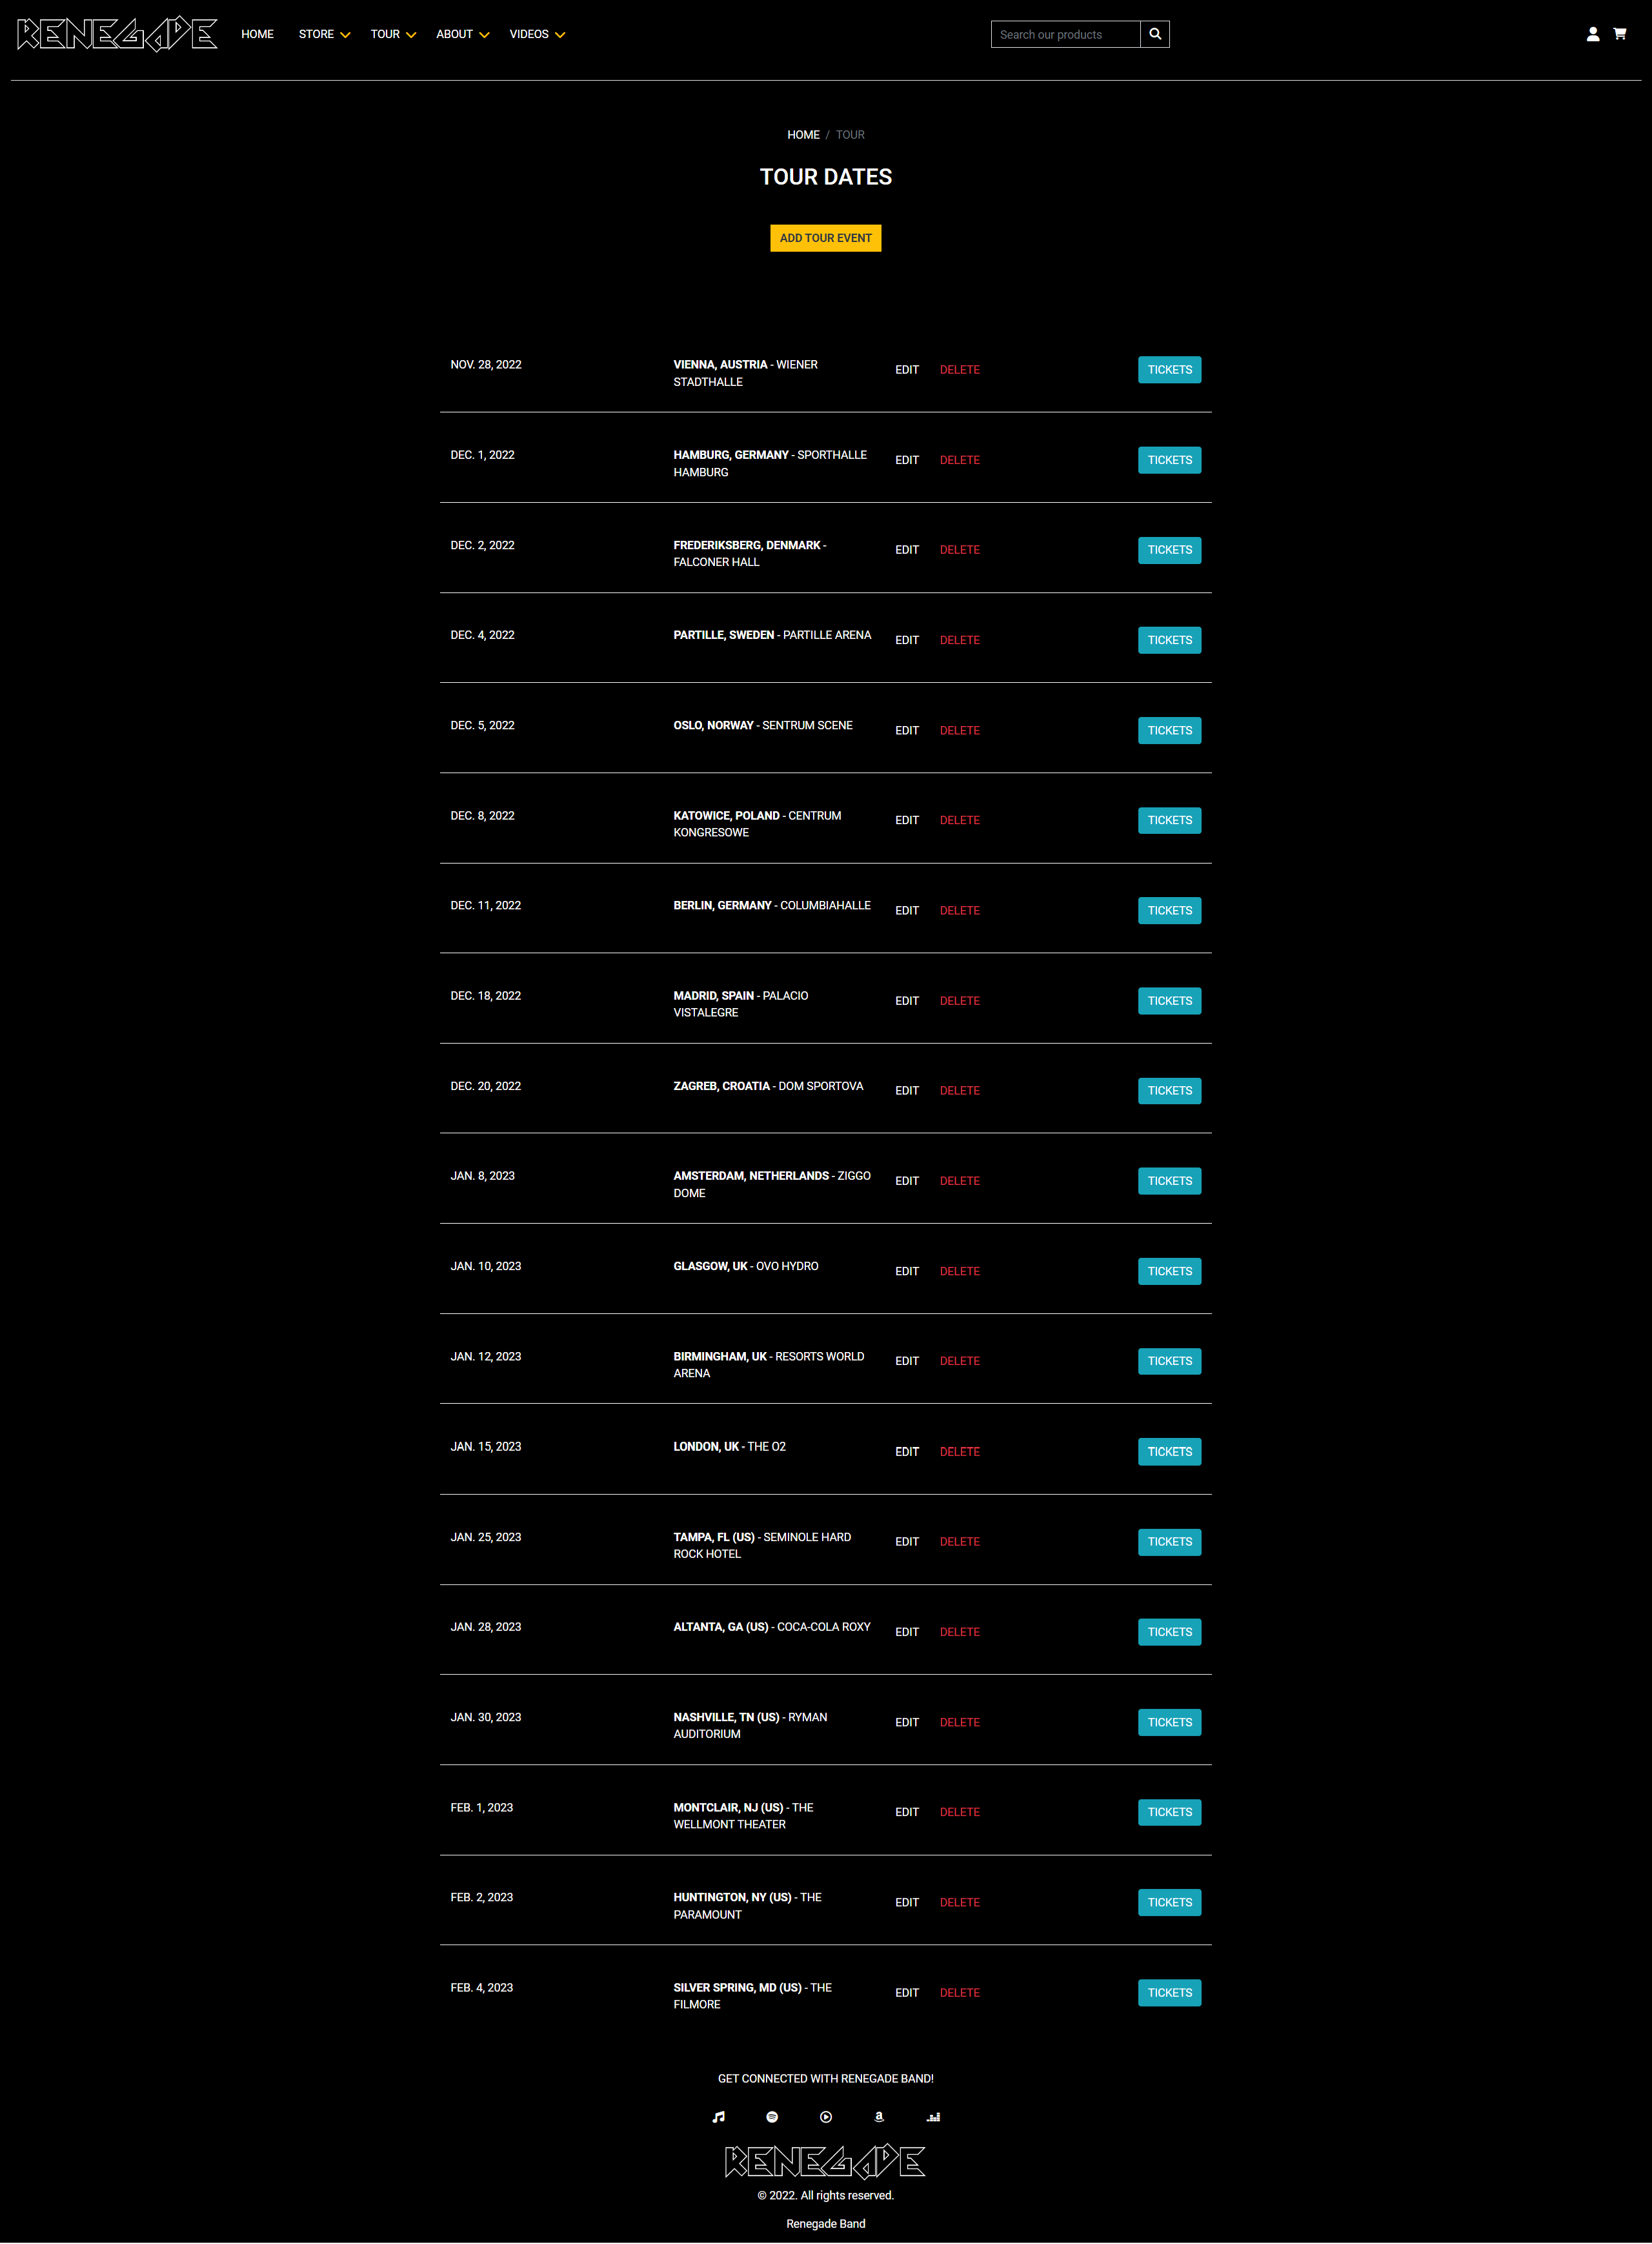 RENEGADE HOME STORE TOUR ABOUT VIDEOS Search our products
HOME / TOUR
TOUR DATES
ADD TOUR EVENT
NOV. 28, 2022 VIENNA, AUSTRIA - WIENER EDIT DELETE TICKETS
STADTHALLE
DEC. 1, 2022 HAMBURG, GERMANY - SPORTHALLE EDIT DELETE TICKETS
HAMBURG
DEC. 2, 2022 FREDERIKSBERG, DENMARK - EDIT DELETE TICKETS
FALCONER HALL
DEC. 4, 2022 PARTILLE, SWEDEN - PARTILLE ARENA EDIT DELETE TICKETS
DEC. 5, 2022 OSLO, NORWAY - SENTRUM SCENE EDIT DELETE TICKETS
DEC. 8, 2022 KATOWICE, POLAND - CENTRUM EDIT DELETE TICKETS
KONGRESOWE
DEC. 11, 2022 BERLIN, GERMANY - COLUMBIAHALLE EDIT DELETE TICKETS
DEC. 18, 2022 MADRID, SPAIN - PALACIO EDIT DELETE TICKETS
VISTALEGRE
DEC. 20, 2022 ZAGREB, CROATIA - DOM SPORTOVA EDIT DELETE TICKETS
JAN. 8, 2023 AMSTERDAM, NETHERLANDS - ZIGGO EDIT DELETE TICKETS
DOME
JAN. 10, 2023 GLASGOW, UK - OVO HYDRO EDIT DELETE TICKETS
JAN. 12, 2023 BIRMINGHAM, UK - RESORTS WORLD EDIT DELETE TICKETS
ARENA
JAN. 15, 2023 LONDON, UK - THE O2 EDIT DELETE TICKETS
JAN. 25, 2023 TAMPA, FL (US) - SEMINOLE HARD EDIT DELETE TICKETS
ROCK HOTEL
JAN. 28, 2023 ALTANTA, GA (US) - COCA-COLA ROXY EDIT DELETE TICKETS
JAN. 30, 2023 NASHVILLE, TN (US) - RYMAN EDIT DELETE TICKETS
AUDITORIUM
FEB. 1, 2023 MONTCLAIR, NJ (US) - THE EDIT DELETE TICKETS
WELLMONT THEATER
FEB. 2, 2023 HUNTINGTON, NY (US) - THE EDIT DELETE TICKETS
PARAMOUNT
FEB. 4, 2023 SILVER SPRING, MD (US) - THE EDIT DELETE TICKETS
FILMORE
GET CONNECTED WITH RENEGADE BAND!
RENEGADE
© 2022. All rights reserved.
Renegade Band